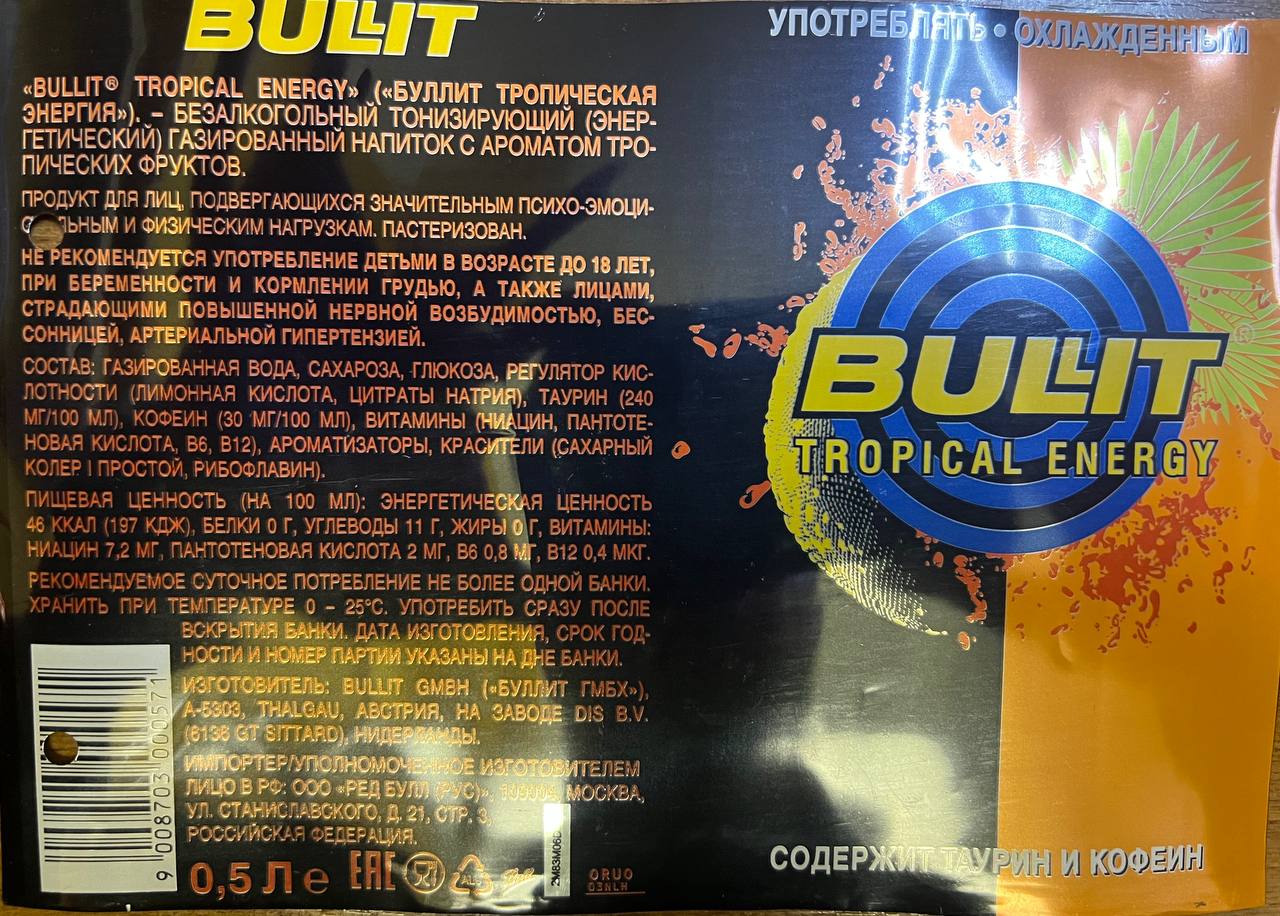 BULLIT
«BULLIT® TROPICAL ENERGY» («БУЛЛИТ ТРОПИЧЕСКАЯ
ЭНЕРГИЯ»). – БЕЗАЛКОГОЛЬНЫЙ ТОНИЗИРУЮЩИЙ (ЭНЕР-
ГЕТИЧЕСКИЙ) ГАЗИРОВАННЫЙ НАПИТОК С АРОМАТОМ ТРО-
ПИЧЕСКИХ ФРУКТОВ.
ПРОДУКТ ДЛЯ ЛИЦ, ПОДВЕРГАЮЩИХСЯ ЗНАЧИТЕЛЬНЫМ ПСИХО-ЭМОЦИ-
ЛЬНЫМ И ФИЗИЧЕСКИМ НАГРУЗКАМ. ПАСТЕРИЗОВАН.
НЕ РЕКОМЕНДУЕТСЯ УПОТРЕБЛЕНИЕ ДЕТЬМИ В ВОЗРАСТЕ ДО 18 ЛЕТ,
ПРИ БЕРЕМЕННОСТИ И КОРМЛЕНИИ ГРУДЬЮ, А ТАКЖЕ ЛИЦАМИ,
СТРАДАЮЩИМИ ПОВЫШЕННОЙ НЕРВНОЙ ВОЗБУДИМОСТЬЮ, БЕС-
СОННИЦЕЙ, АРТЕРИАЛЬНОЙ ГИПЕРТЕНЗИЕЙ.
СОСТАВ: ГАЗИРОВАННАЯ ВОДА, САХАРОЗА, ГЛЮКОЗА, РЕГУЛЯТОР КИС-
ЛОТНОСТИ (ЛИМОННАЯ КИСЛОТА, ЦИТРАТЫ НАТРИЯ), ТАУРИН (240
МГ/100 МЛ), КОФЕИН (30 МГ/100 МЛ), ВИТАМИНЫ (НИАЦИН, ПАНТОТЕ-
НОВАЯ КИСЛОТА, B6, B12), АРОМАТИЗАТОРЫ, КРАСИТЕЛИ (САХАРНЫЙ
КОЛЕР I ПРОСТОЙ, РИБОФЛАВИН).
ПИЩЕВАЯ ЦЕННОСТЬ (НА 100 МЛ): ЭНЕРГЕТИЧЕСКАЯ ЦЕННОСТЬ
46 ККАЛ (197 КДЖ), БЕЛКИ 0 Г, УГЛЕВОДЫ 11 Г, ЖИРЫ 0 Г, ВИТАМИНЫ:
НИАЦИН 7,2 МГ, ПАНТОТЕНОВАЯ КИСЛОТА 2 МГ, B6 0,8 МГ, B12 0,4 МКГ.
РЕКОМЕНДУЕМОЕ СУТОЧНОЕ ПОТРЕБЛЕНИЕ НЕ БОЛЕЕ ОДНОЙ БАНКИ.
ХРАНИТЬ ПРИ ТЕМПЕРАТУРЕ 0 – 25°С. УПОТРЕБИТЬ СРАЗУ ПОСЛЕ
ВСКРЫТИЯ БАНКИ. ДАТА ИЗГОТОВЛЕНИЯ, СРОК ГОД-
НОСТИ И НОМЕР ПАРТИИ УКАЗАНЫ НА ДНЕ БАНКИ.
ИЗГОТОВИТЕЛЬ: BULLIT GMBH («БУЛЛИТ ГМБХ»),
A-5303, THALGAU, АВСТРИЯ, НА ЗАВОДЕ DIS B.V.
(6136 GT SITTARD), НИДЕРЛАНДЫ.
ИМПОРТЕР/УПОЛНОМОЧЕННОЕ ИЗГОТОВИТЕЛЕМ
ЛИЦО В РФ: ООО «РЕД БУЛЛ (РУС)», МОСКВА,
УЛ. СТАНИСЛАВСКОГО, Д. 21, СТР. 3,
РОССИЙСКАЯ ФЕДЕРАЦИЯ.
9 008703 000571
0,5 Л e EAC ALU
ORUO
03NLH
УПОТРЕБЛЯТЬ • ОХЛАЖДЕННЫМ
BULLIT®
TROPICAL ENERGY
СОДЕРЖИТ ТАУРИН И КОФЕИН